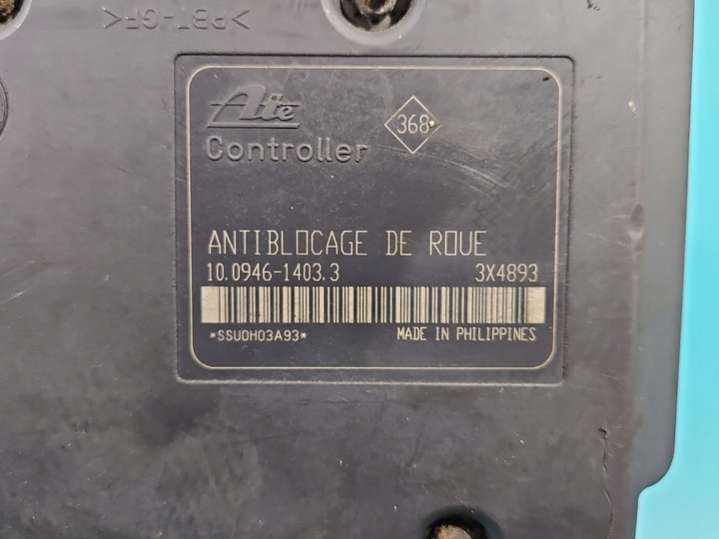 >PBT-GF<
Ate
368
Controller
ANTIBLOCAGE DE ROUE
10.0946-1403.3 3X4893
*SSU0H03A93* MADE IN PHILIPPINES